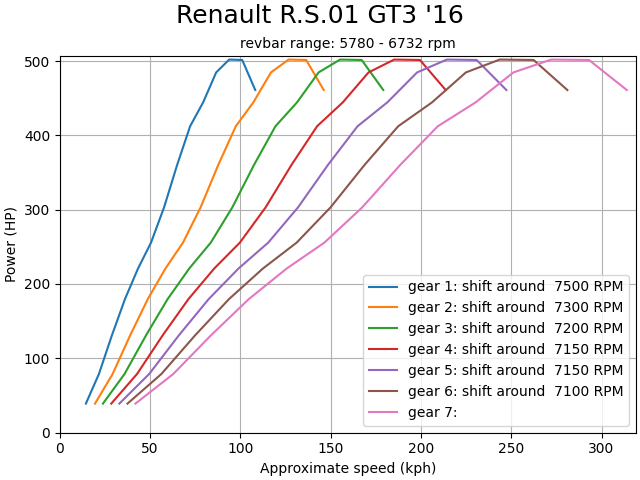 Renault R.S.01 GT3 '16
revbar range: 5780 - 6732 rpm
500
400
300
200
100
0
Power (HP)
gear 1: shift around  7500 RPM
gear 2: shift around  7300 RPM
gear 3: shift around  7200 RPM
gear 4: shift around  7150 RPM
gear 5: shift around  7150 RPM
gear 6: shift around  7100 RPM
gear 7:
0 50 100 150 200 250 300
Approximate speed (kph)